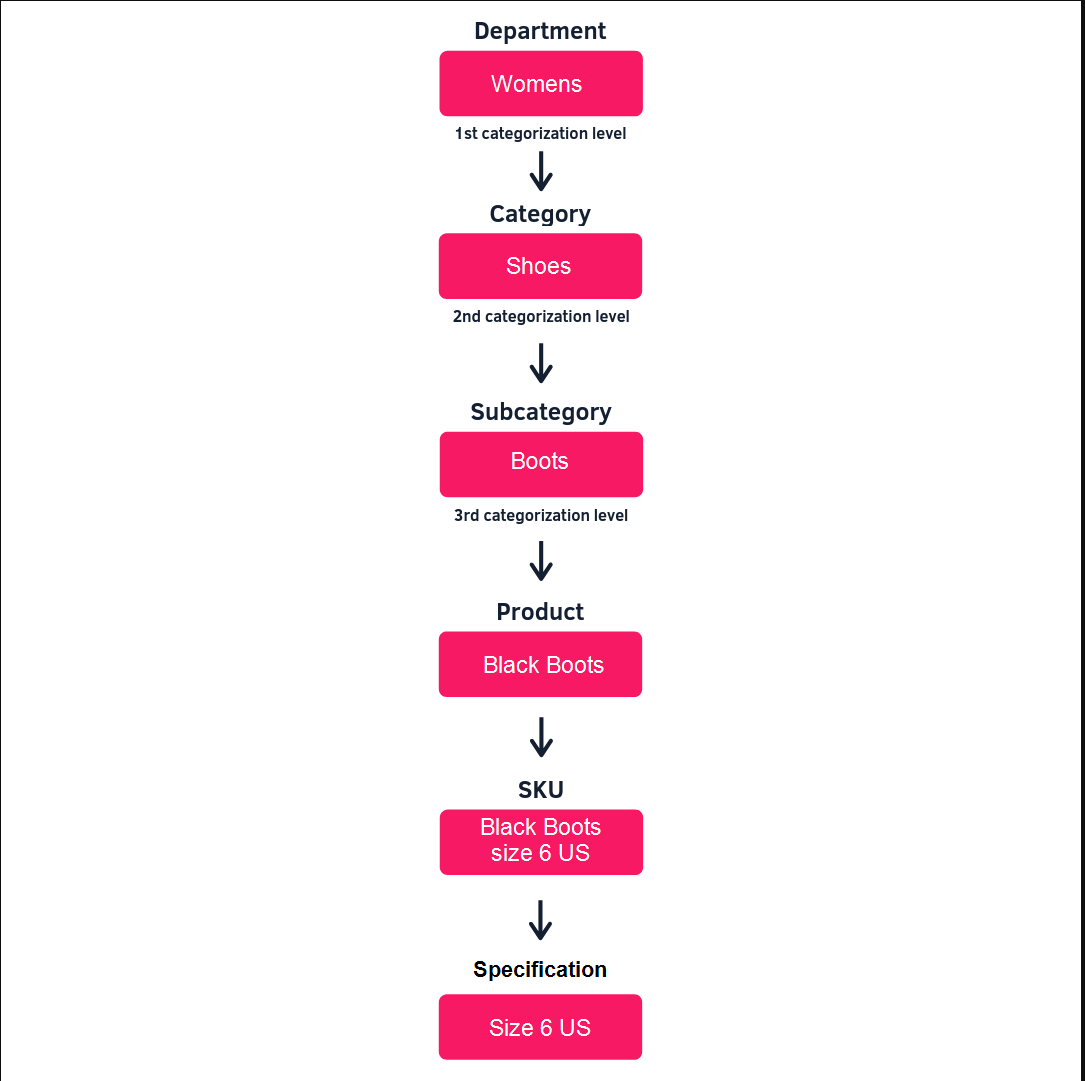 Department
Womens
1st categorization level
Category
Shoes
2nd categorization level
Subcategory
Boots
3rd categorization level
Product
Black Boots
SKU
Black Boots
size 6 US
Specification
Size 6 US